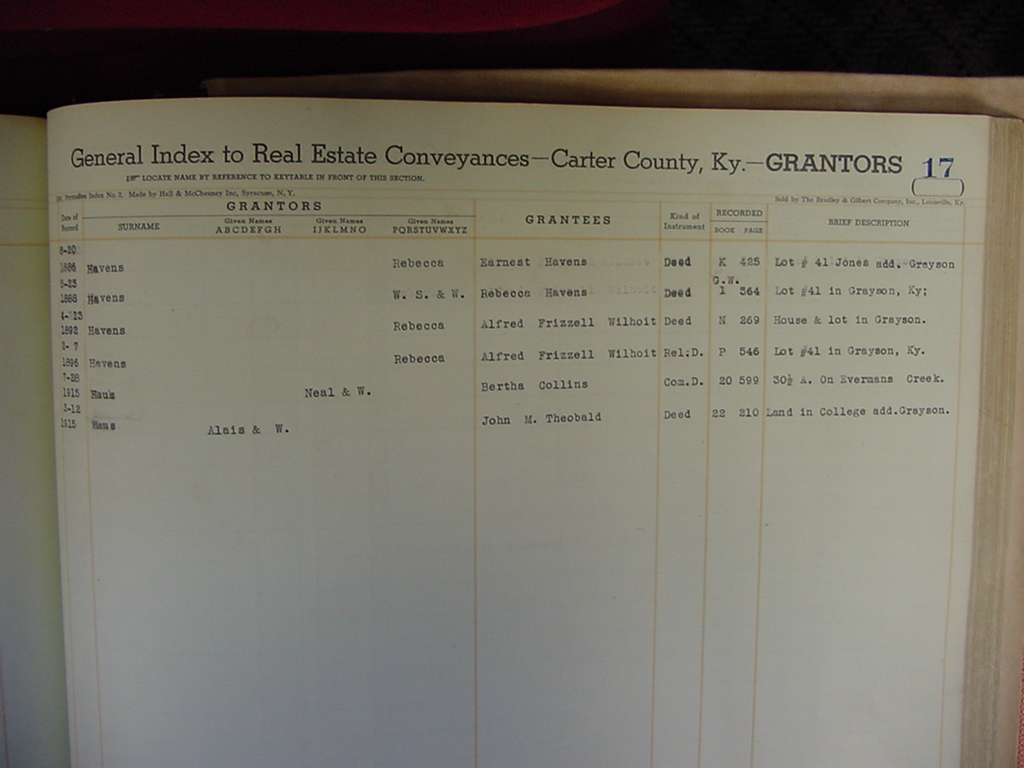 General Index to Real Estate Conveyances—Carter County, Ky.—GRANTORS 17
☞ LOCATE NAME BY REFERENCE TO KEYTABLE IN FRONT OF THIS SECTION.
Index No. 1. Made by Hall & McChesney Inc, Syracuse, N. Y. Sold by The Bradley & Gilbert Company, Inc., Louisville, Ky.
Date of Record GRANTORS GRANTEES Kind of Instrument RECORDED BRIEF DESCRIPTION
SURNAME Given Names ABCDEFGH Given Names IJKLMNO Given Names PQRSTUVWXYZ BOOK PAGE
8-20
1886 Havens Rebecca Earnest Havens Deed K 425 Lot # 41 Jones add. Grayson
5-23 G.W.
1888 Havens W. S. & W. Rebecca Havens Deed 1 364 Lot #41 in Grayson, Ky;
4-13
1892 Havens Rebecca Alfred Frizzell Wilhoit Deed N 269 House & lot in Grayson.
2- 7
1896 Havens Rebecca Alfred Frizzell Wilhoit Rel;D. P 546 Lot #41 in Grayson, Ky.
7-28
1915 Neal & W. Bertha Collins Com.D. 20 599 30½ A. On Evermans Creek.
3-12
1915 Alais & W. John M. Theobald Deed 22 210 Land in College add.Grayson.